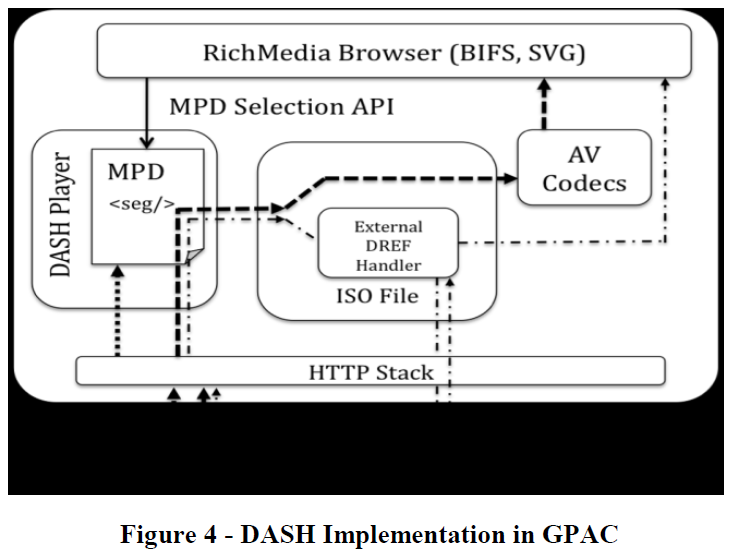 RichMedia Browser (BIFS, SVG)
MPD Selection API
DASH Player
MPD
<seg/>
AV
Codecs
External
DREF
Handler
ISO File
HTTP Stack
Figure 4 - DASH Implementation in GPAC